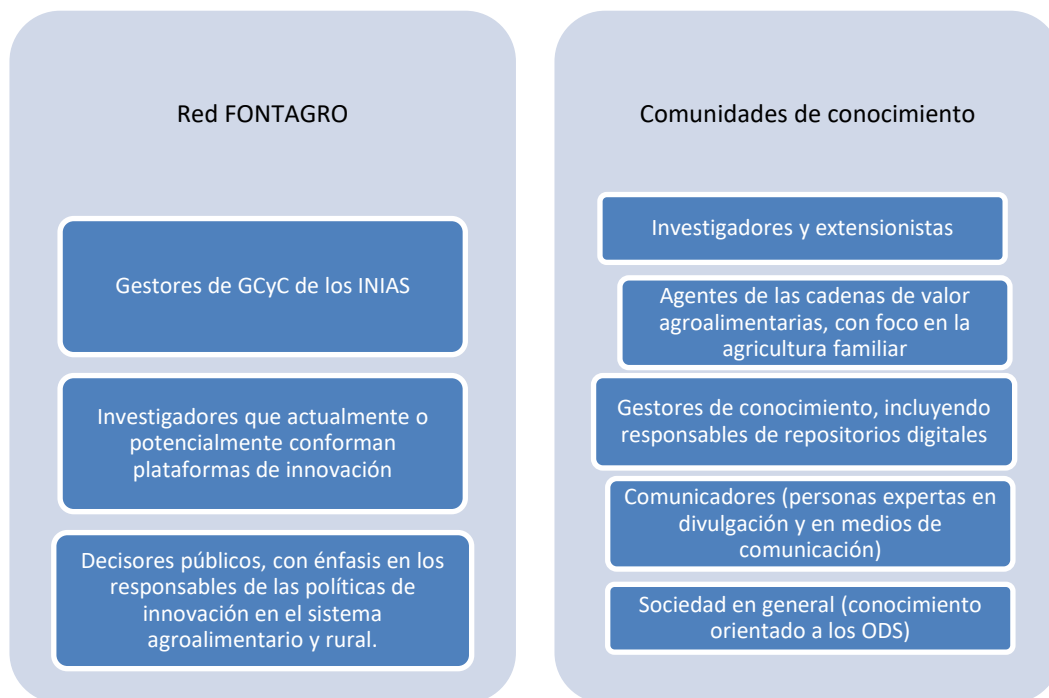 Red FONTAGRO
Gestores de GCyC de los INIAS
Investigadores que actualmente o
potencialmente conforman
plataformas de innovación
Decisores públicos, con énfasis en los
responsables de las políticas de
innovación en el sistema
agroalimentario y rural.
Comunidades de conocimiento
Investigadores y extensionistas
Agentes de las cadenas de valor
agroalimentarias, con foco en la
agricultura familiar
Gestores de conocimiento, incluyendo
responsables de repositorios digitales
Comunicadores (personas expertas en
divulgación y en medios de
comunicación)
Sociedad en general (conocimiento
orientado a los ODS)